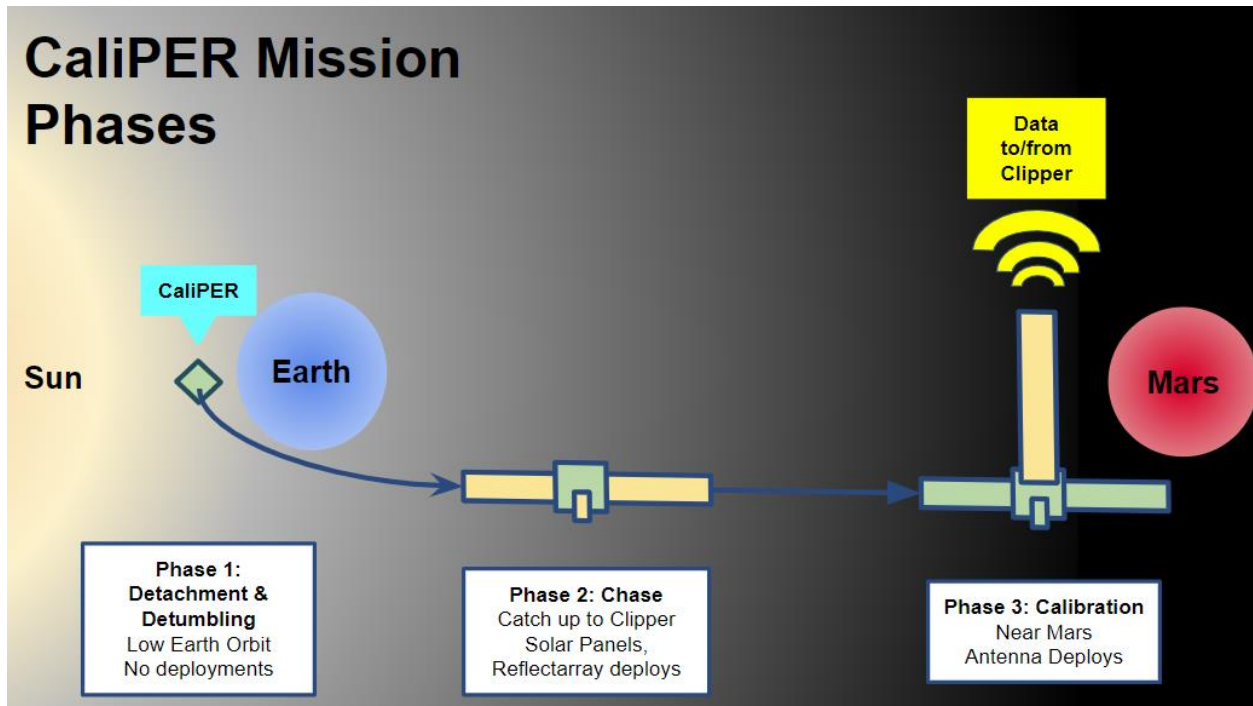 CaliPER Mission
Phases
Data
to/from
Clipper
CaliPER
Sun
Earth
Mars
Phase 1:
Detachment &
Detumbling
Low Earth Orbit
No deployments
Phase 2: Chase
Catch up to Clipper
Solar Panels,
Reflectarray deploys
Phase 3: Calibration
Near Mars
Antenna Deploys